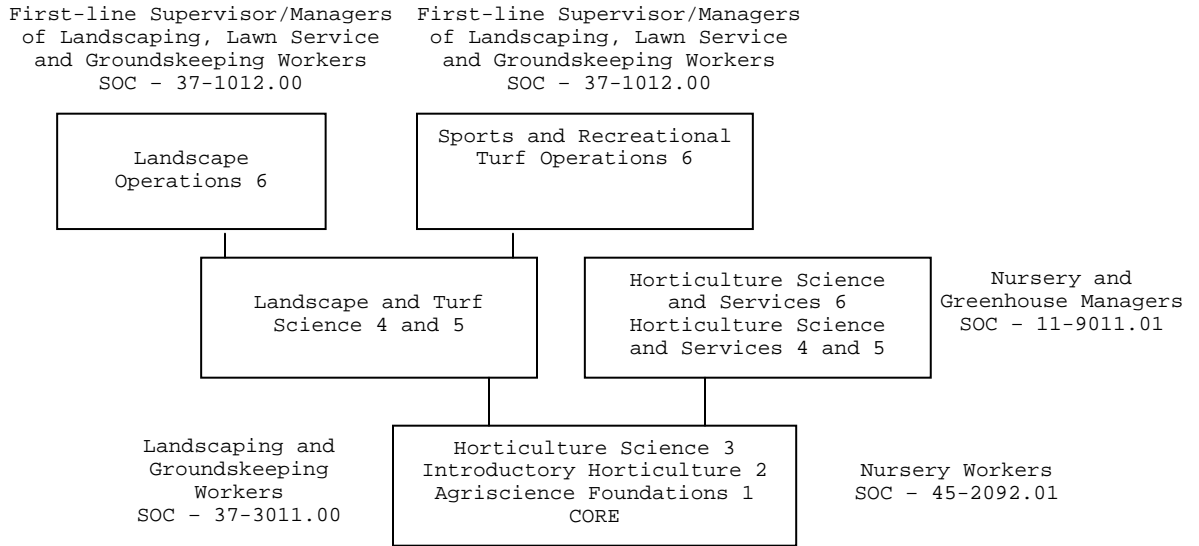 First-line Supervisor/Managers
of Landscaping, Lawn Service
and Groundskeeping Workers
SOC – 37-1012.00
First-line Supervisor/Managers
of Landscaping, Lawn Service
and Groundskeeping Workers
SOC – 37-1012.00
Landscape
Operations 6
Sports and Recreational
Turf Operations 6
Landscape and Turf
Science 4 and 5
Horticulture Science
and Services 6
Horticulture Science
and Services 4 and 5
Nursery and
Greenhouse Managers
SOC – 11-9011.01
Landscaping and
Groundskeeping
Workers
SOC – 37-3011.00
Horticulture Science 3
Introductory Horticulture 2
Agriscience Foundations 1
CORE
Nursery Workers
SOC – 45-2092.01